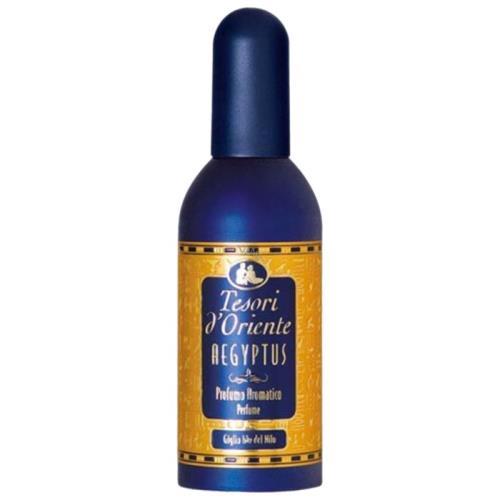 Tesori
d'Oriente
AEGYPTUS
Profumo Aromatico
Perfume
Giglio blu del Nilo